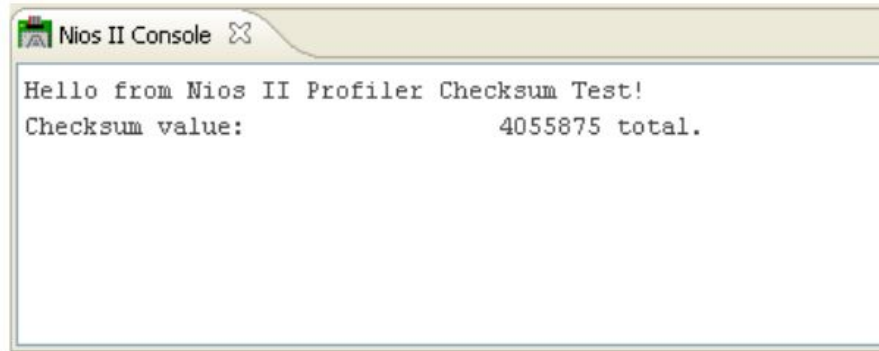 Nios II Console
Hello from Nios II Profiler Checksum Test!
Checksum value: 4055875 total.